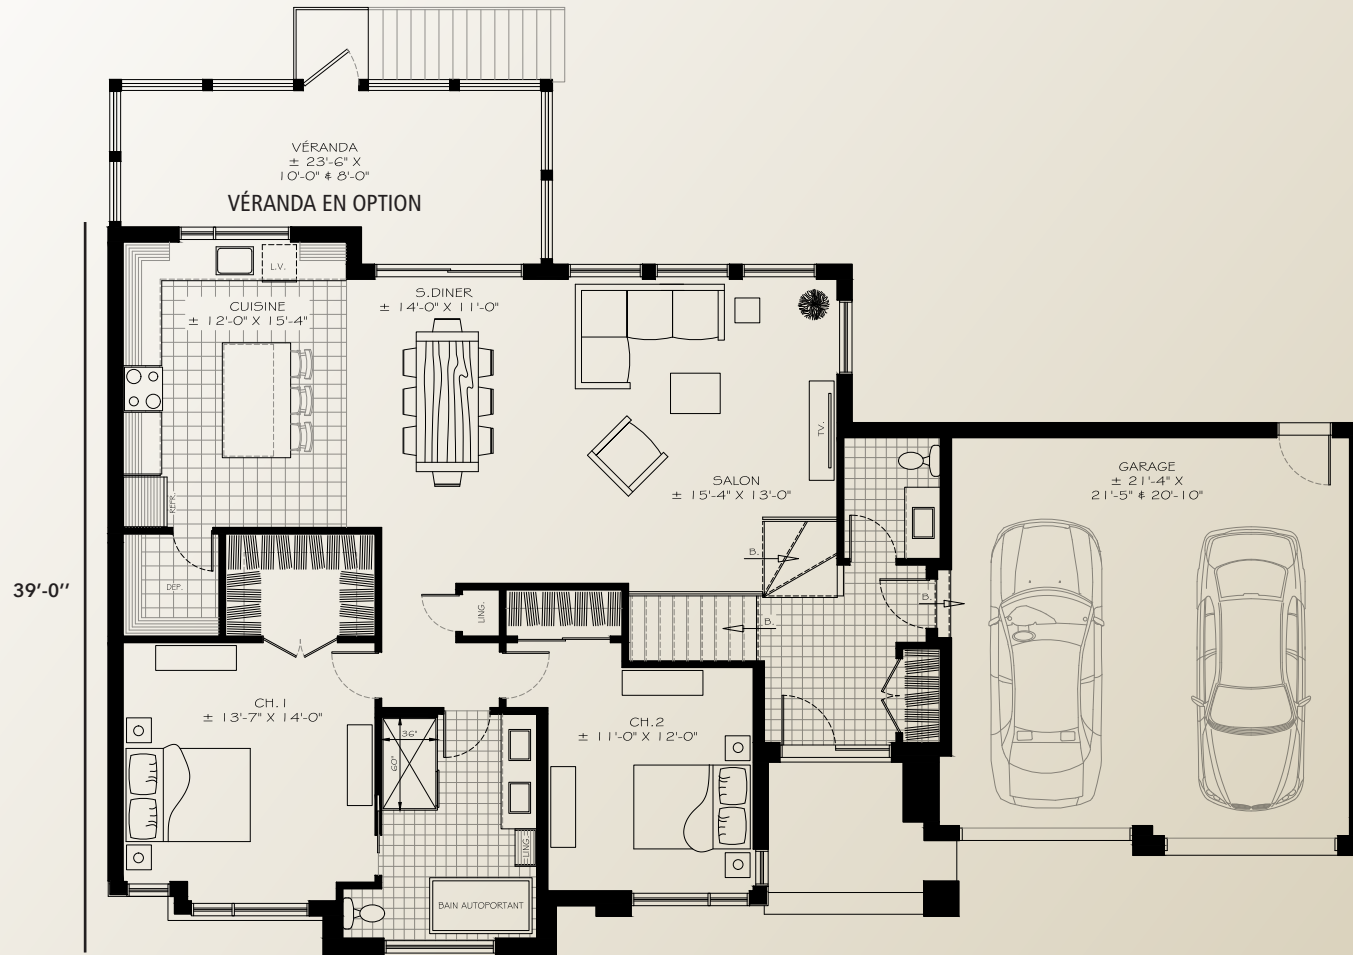 VÉRANDA
± 23'-6" X
10'-0" & 8'-0"
VÉRANDA EN OPTION
L.V.
CUISINE
± 12'-0" X 15'-4"
S.DINER
± 14'-0" X 11'-0"
TV.
SALON
± 15'-4" X 13'-0"
GARAGE
± 21'-4" X
21'-5" & 20'-10"
REFR.
B.
39'-0''
DEP.
LING.
B.
B.
CH.1
± 13'-7" X 14'-0"
36"
60"
CH.2
± 11'-0" X 12'-0"
LING.
BAIN AUTOPORTANT